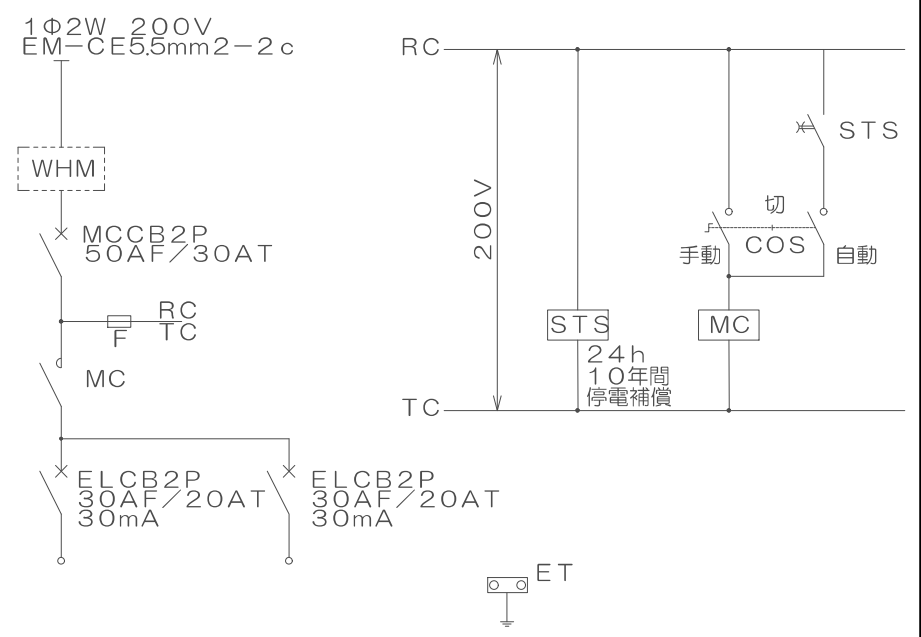 1Φ2W 200V
EM-CE5.5mm2-2c
WHM
MCCB2P
50AF/30AT
RC
TC
F
MC
ELCB2P
30AF/20AT
30mA
ELCB2P
30AF/20AT
30mA
RC
200V
STS
切
COS
手動
自動
STS
24h
10年間
停電補償
MC
TC
ET